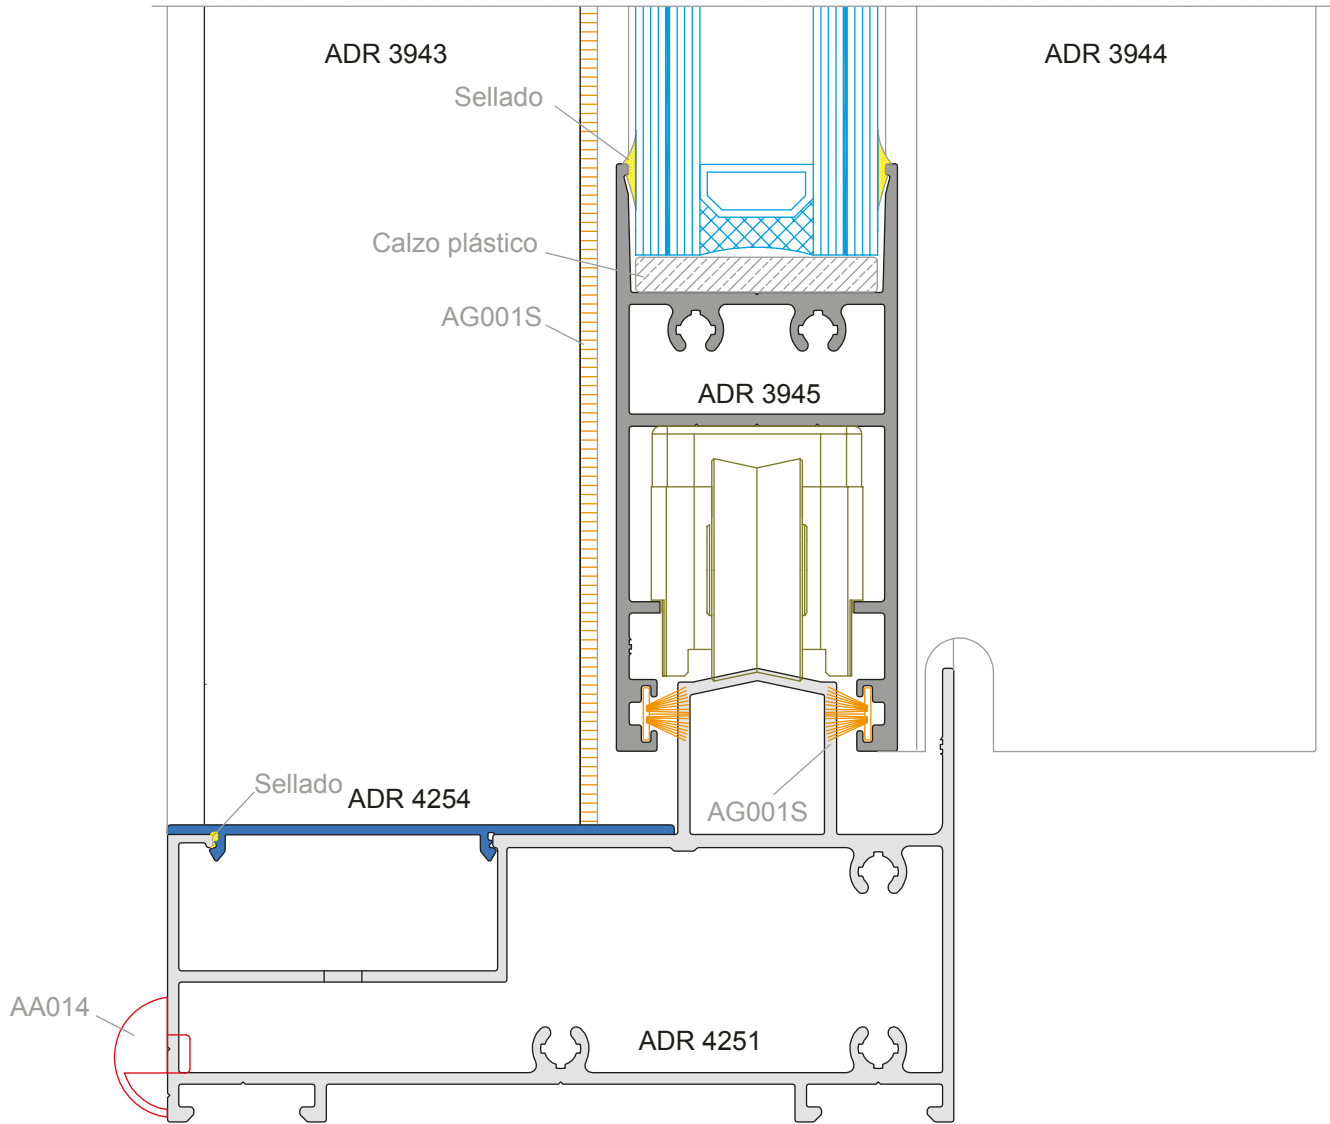 ADR 3943
ADR 3944
Sellado
Calzo plástico
AG001S
ADR 3945
Sellado
ADR 4254
AG001S
AA014
ADR 4251